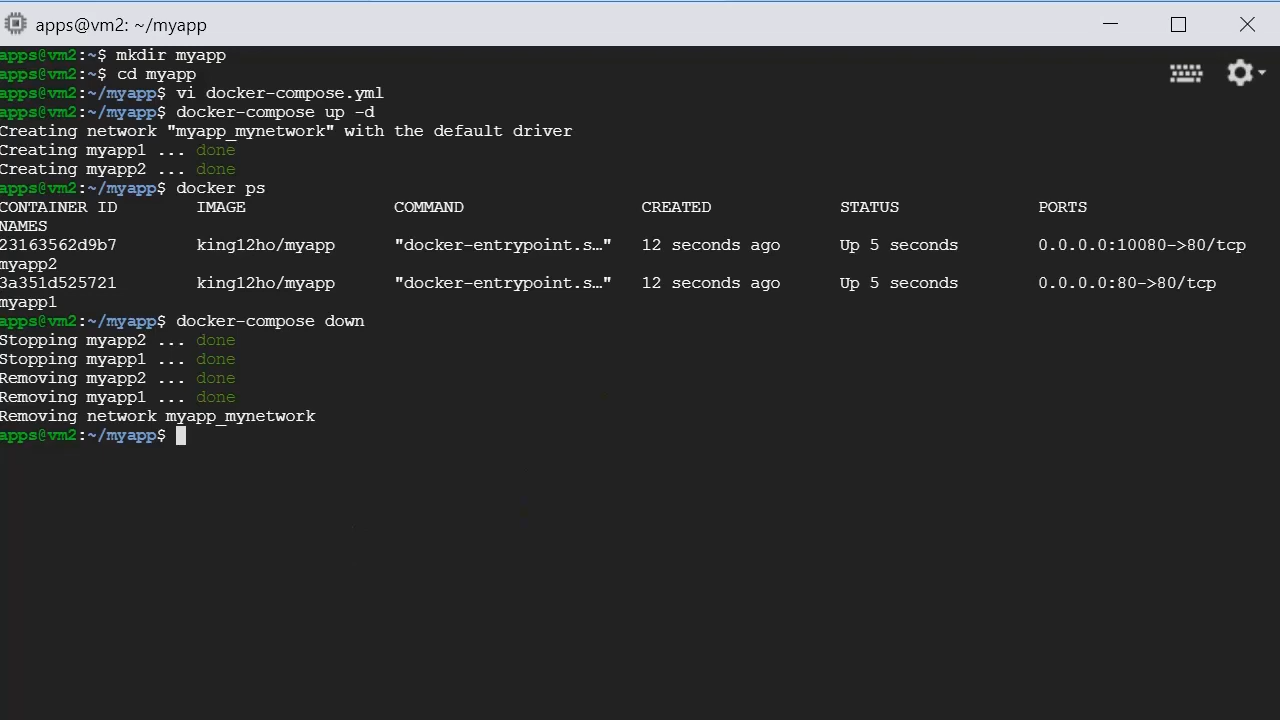 apps@vm2: ~/myapp
apps@vm2:~$ mkdir myapp
apps@vm2:~$ cd myapp
apps@vm2:~/myapp$ vi docker-compose.yml
apps@vm2:~/myapp$ docker-compose up -d
Creating network "myapp_mynetwork" with the default driver
Creating myapp1 ... done
Creating myapp2 ... done
apps@vm2:~/myapp$ docker ps
CONTAINER ID        IMAGE               COMMAND                  CREATED             STATUS              PORTS
NAMES
23163562d9b7        king12ho/myapp      "docker-entrypoint.s…"   12 seconds ago      Up 5 seconds        0.0.0.0:10080->80/tcp
myapp2
3a351d525721        king12ho/myapp      "docker-entrypoint.s…"   12 seconds ago      Up 5 seconds        0.0.0.0:80->80/tcp
myapp1
apps@vm2:~/myapp$ docker-compose down
Stopping myapp2 ... done
Stopping myapp1 ... done
Removing myapp2 ... done
Removing myapp1 ... done
Removing network myapp_mynetwork
apps@vm2:~/myapp$